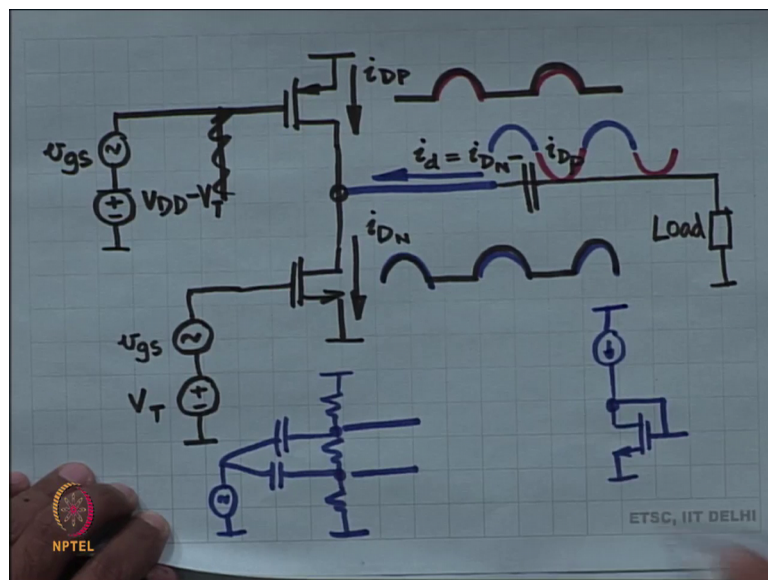 iDP
vgs
VDD-VT
id = iDN- iDP
Load
iDN
vgs
VT
NPTEL
ETSC, IIT DELHI